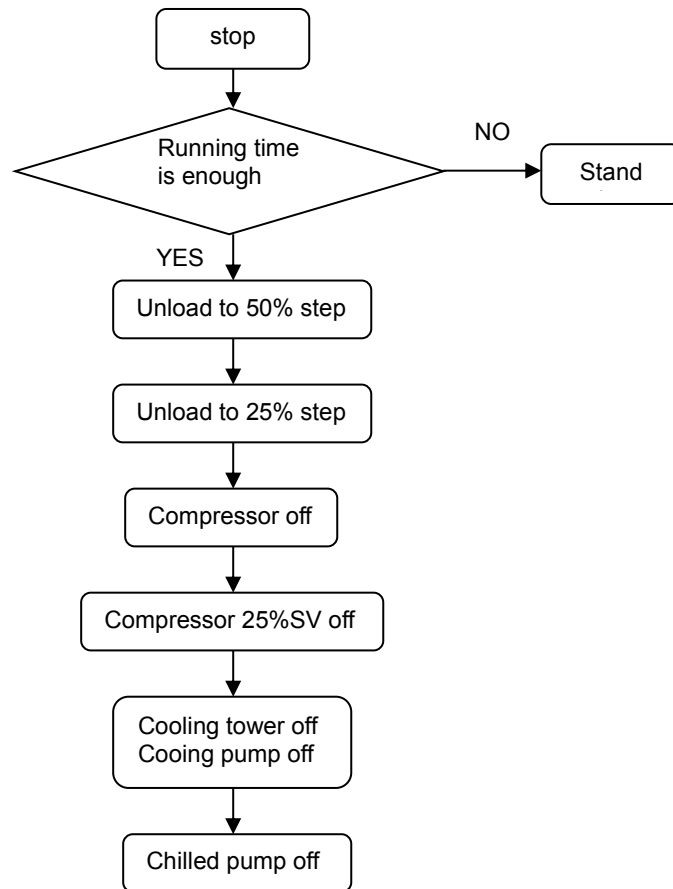 stop
Running time
is enough
NO
Stand
YES
Unload to 50% step
Unload to 25% step
Compressor off
Compressor 25%SV off
Cooling tower off
Cooing pump off
Chilled pump off